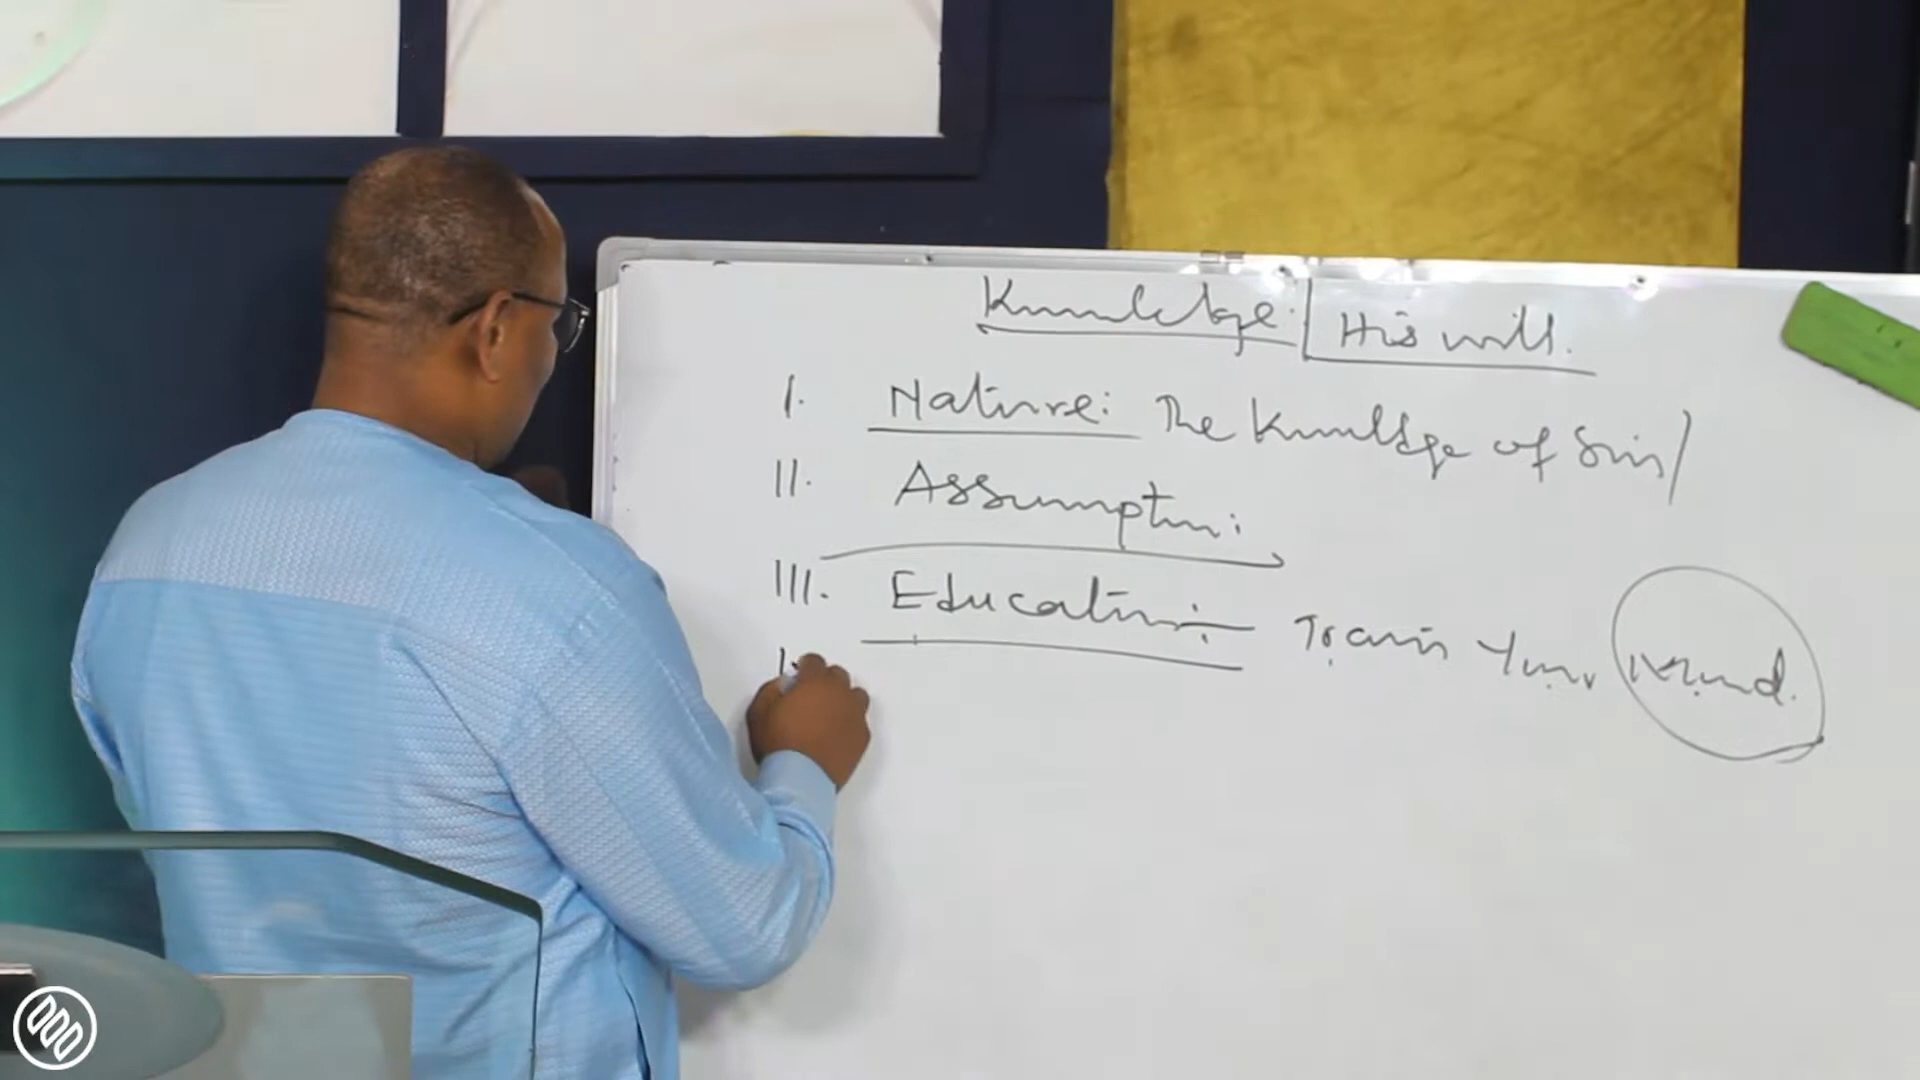 Knowledge: His will.
I. Nature: The Knowledge of Sin/
II. Assumption:
III. Education: Train Your Mind.